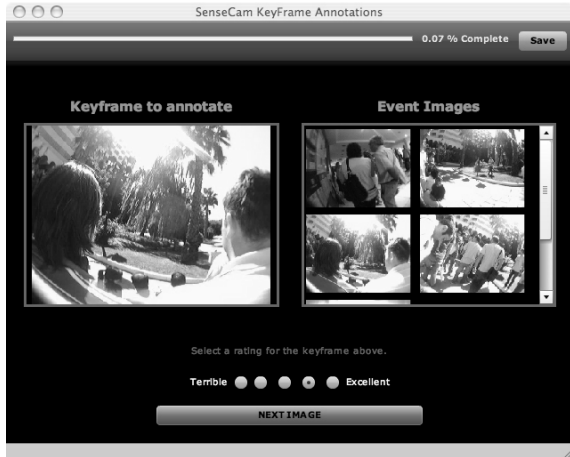 SenseCam KeyFrame Annotations
0.07 % Complete
Save
Keyframe to annotate
Event Images
Select a rating for the keyframe above.
Terrible
Excellent
NEXT IMAGE